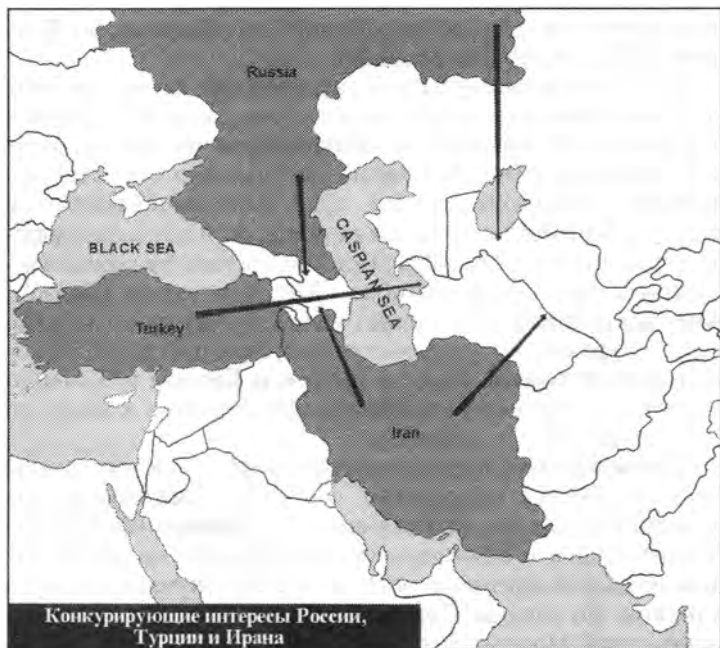 Russia
BLACK SEA
CASPIAN SEA
Turkey
Iran
Конкурирующие интересы России,
Турции и Ирана